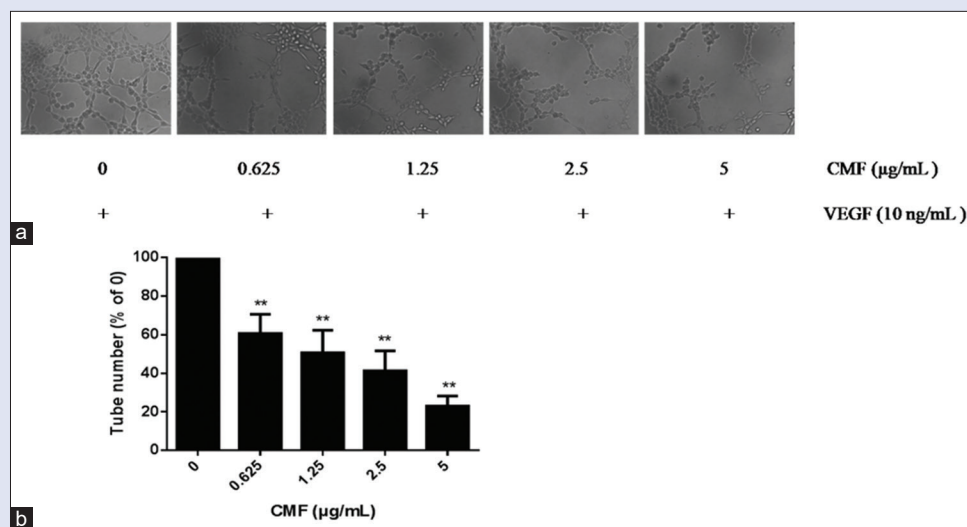 0 0.625 1.25 2.5 5 CMF (µg/mL )
+ + + + + VEGF (10 ng/mL )
a
Tube number (% of 0)
100
80
60
40
20
0
**
**
**
**
0 0.625 1.25 2.5 5
CMF (µg/mL)
b